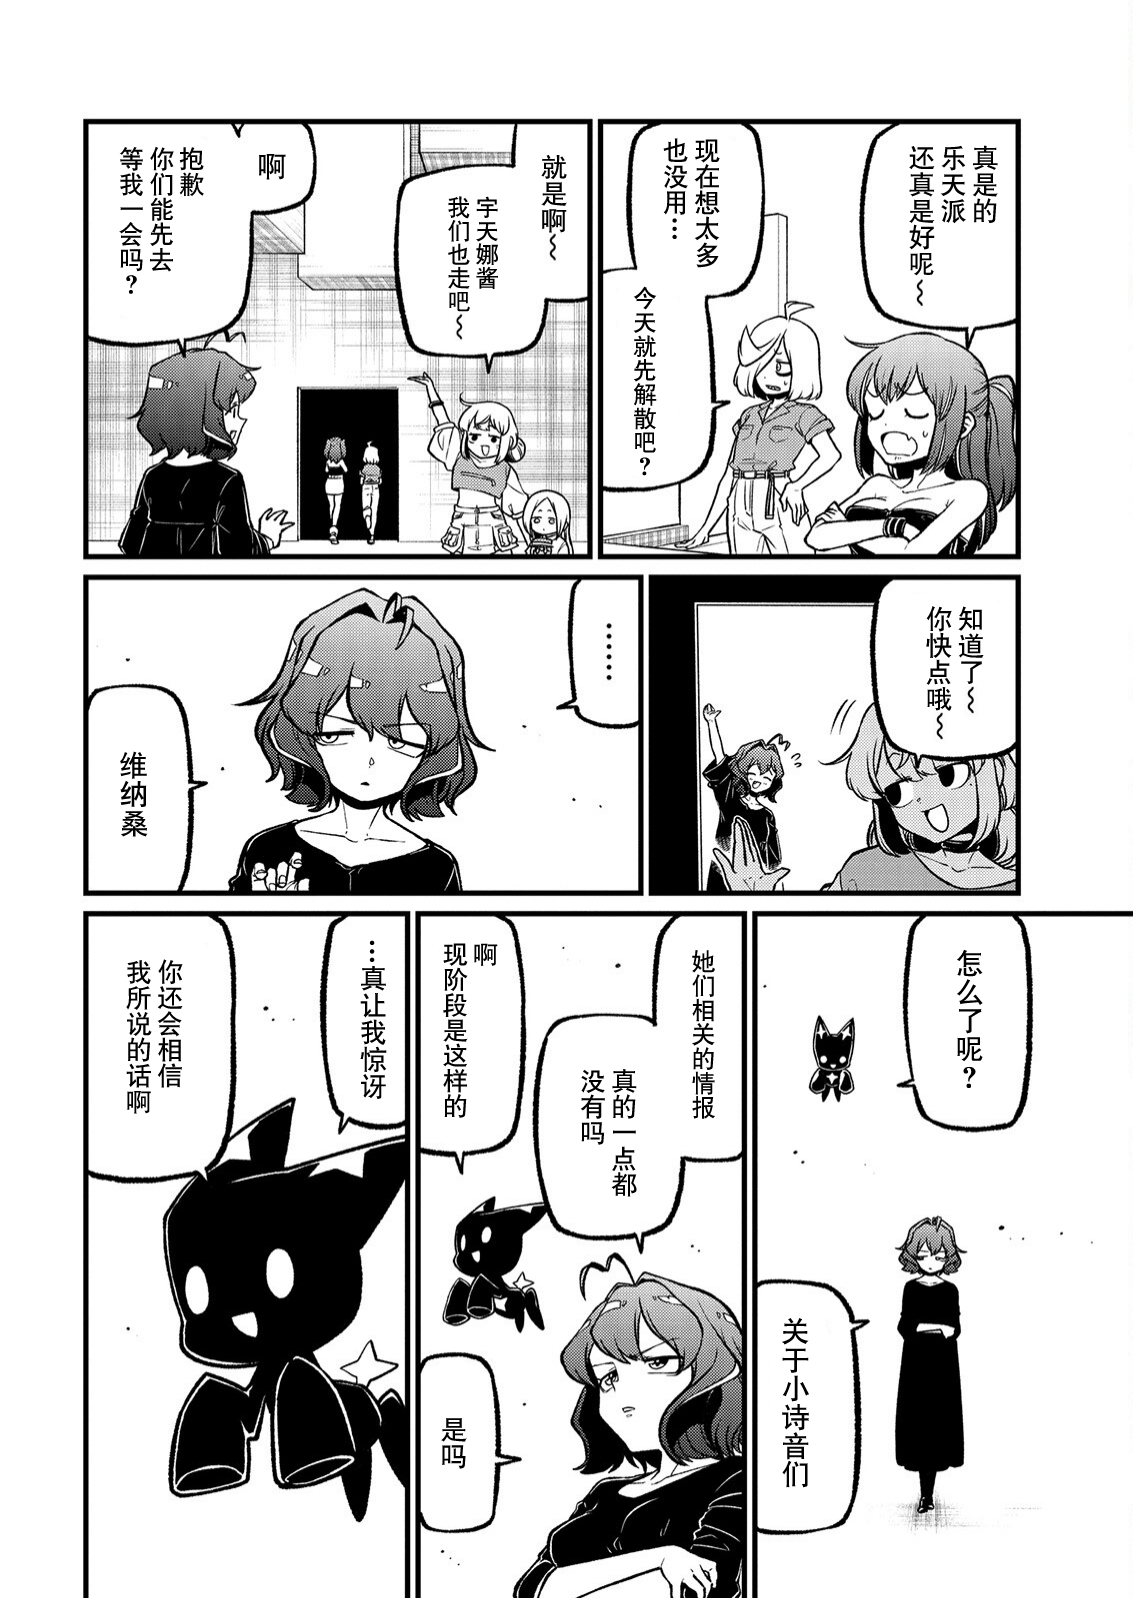 真是的
乐天派
还真是好呢～
现在想太多
也没用…
今天就先解散吧？
就是啊～
宇天娜酱
我们也走吧～
啊
抱歉
你们能先去
等我一会吗？
知道了～
你快点哦～
………
维纳桑
怎么了呢？
关于小诗音们
她们相关的情报
真的一点都
没有吗
啊
现阶段是这样的
是吗
…真让我惊讶
你还会相信
我所说的话啊